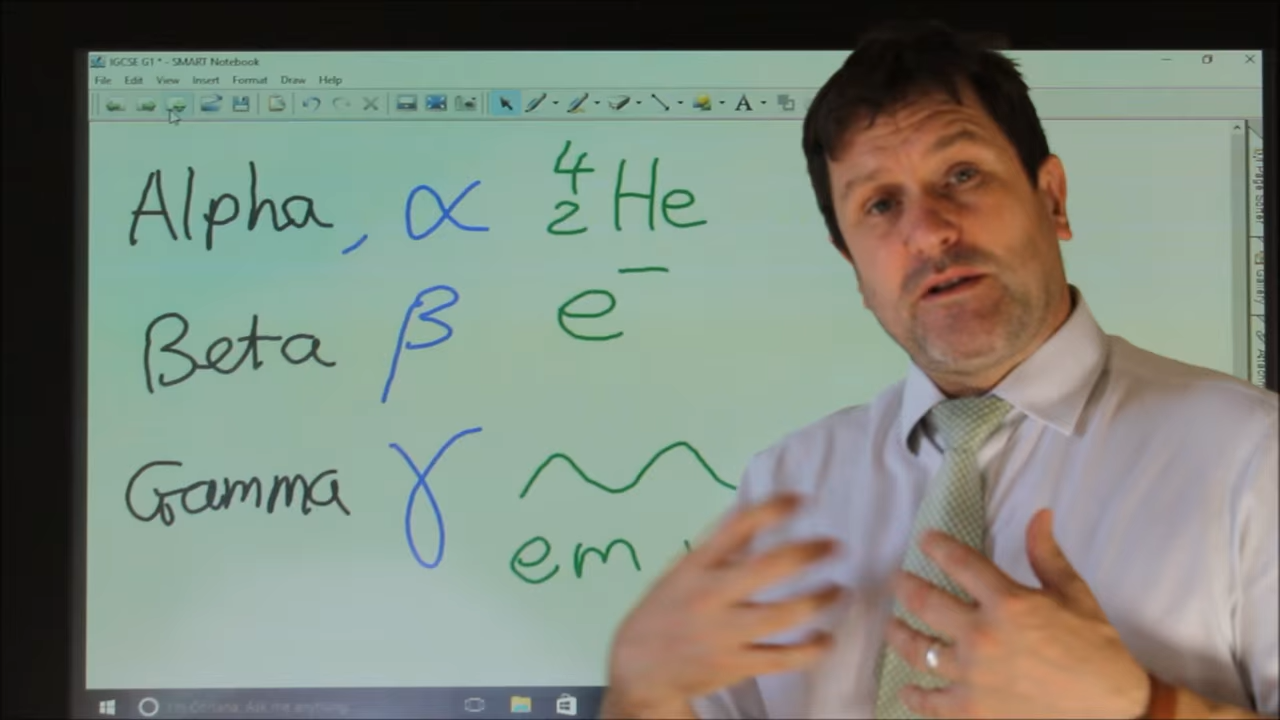 IGCSE G1* - SMART Notebook
File Edit View Insert Format Draw Help
Alpha, α ⁴₂He
Beta β e⁻
Gamma γ
em